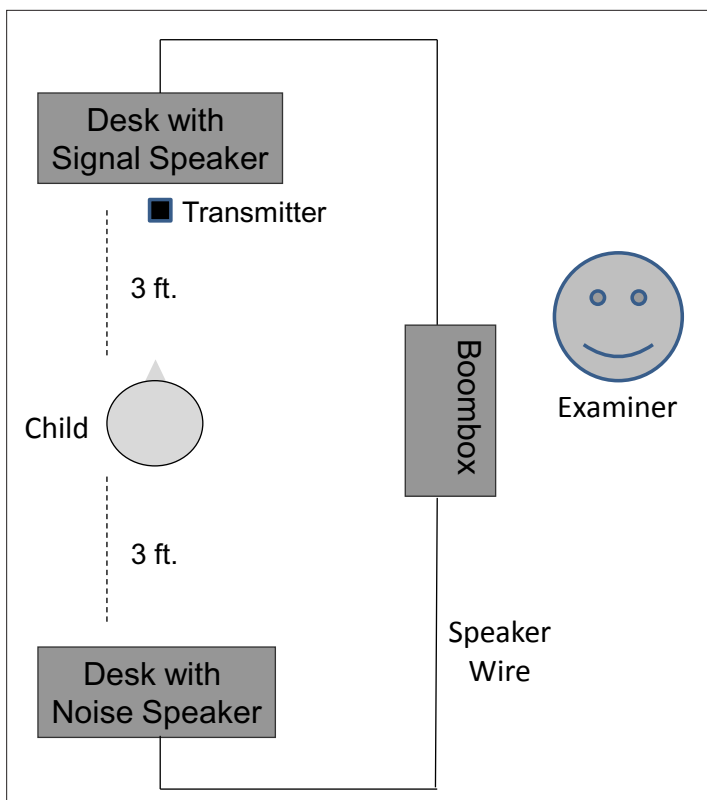 Desk with
Signal Speaker
Transmitter
3 ft.
Boombox
Examiner
Child
3 ft.
Speaker
Wire
Desk with
Noise Speaker